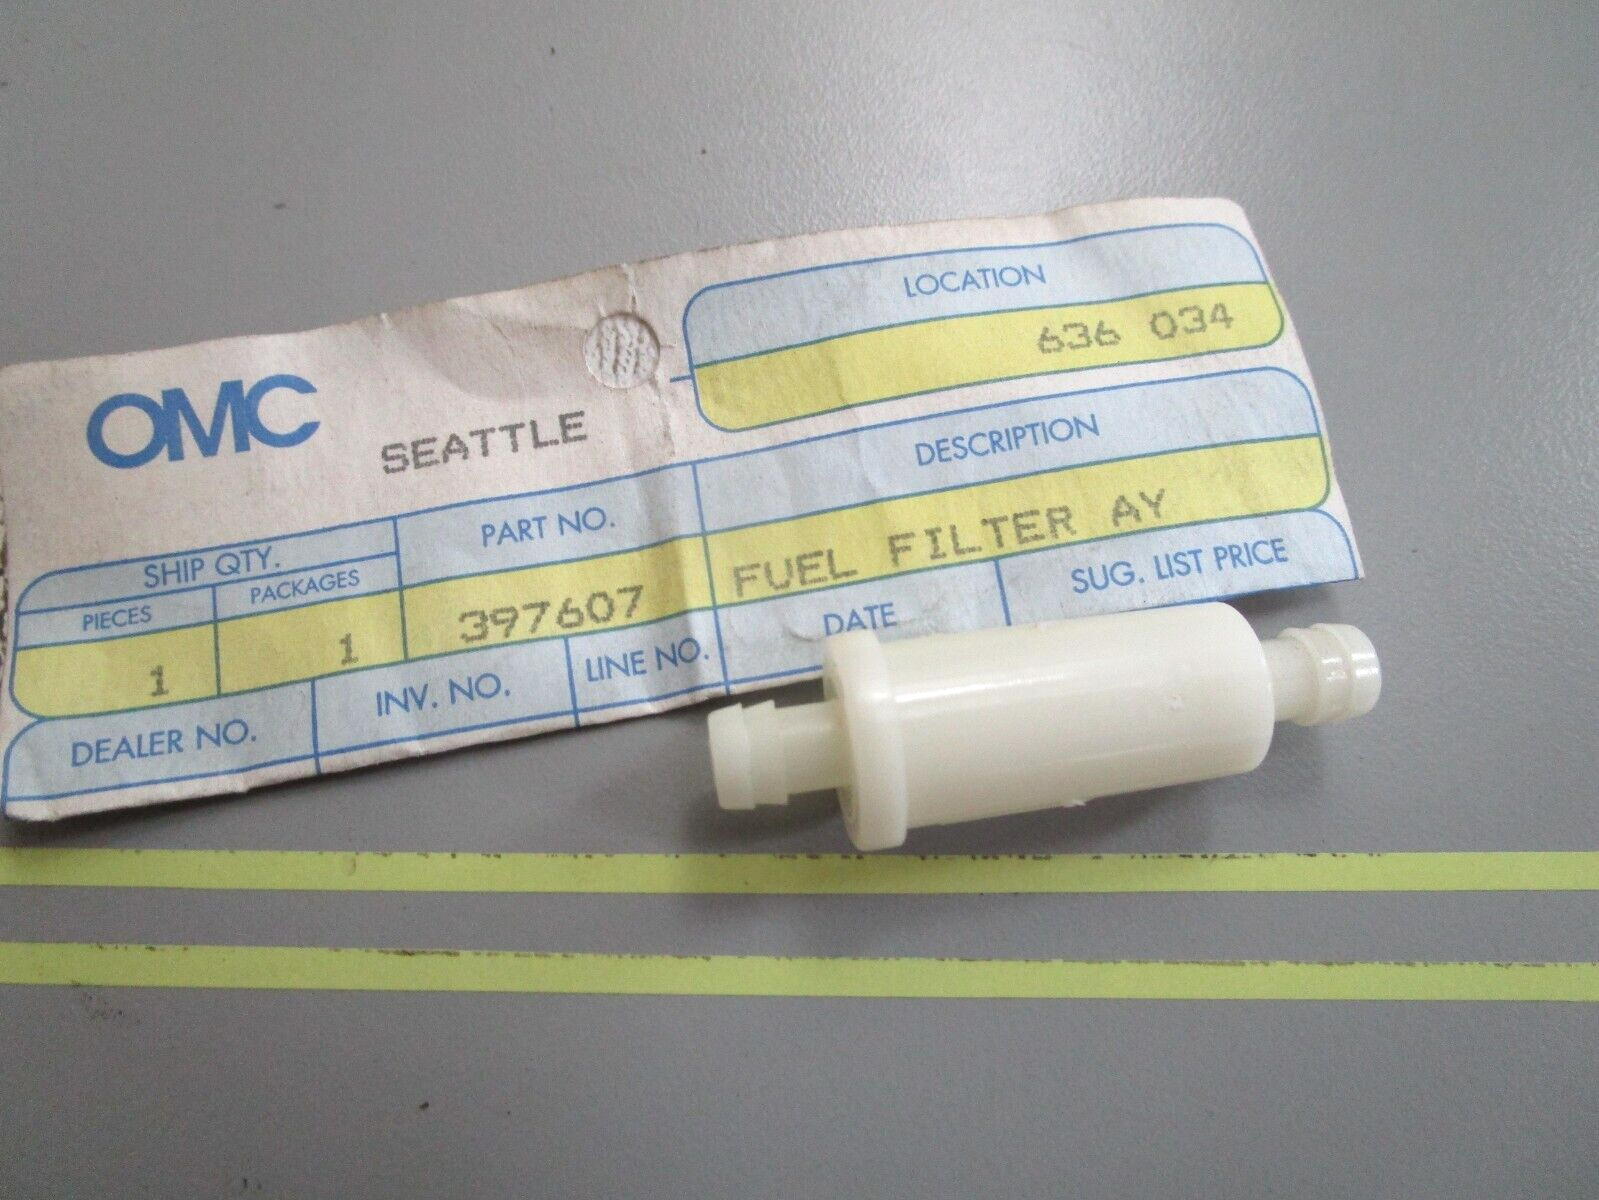 OMC
SEATTLE
LOCATION
636 034
SHIP QTY.
PIECES
PACKAGES
PART NO.
DESCRIPTION
1
1
397607
FUEL FILTER AY
DEALER NO.
INV. NO.
LINE NO.
DATE
SUG. LIST PRICE